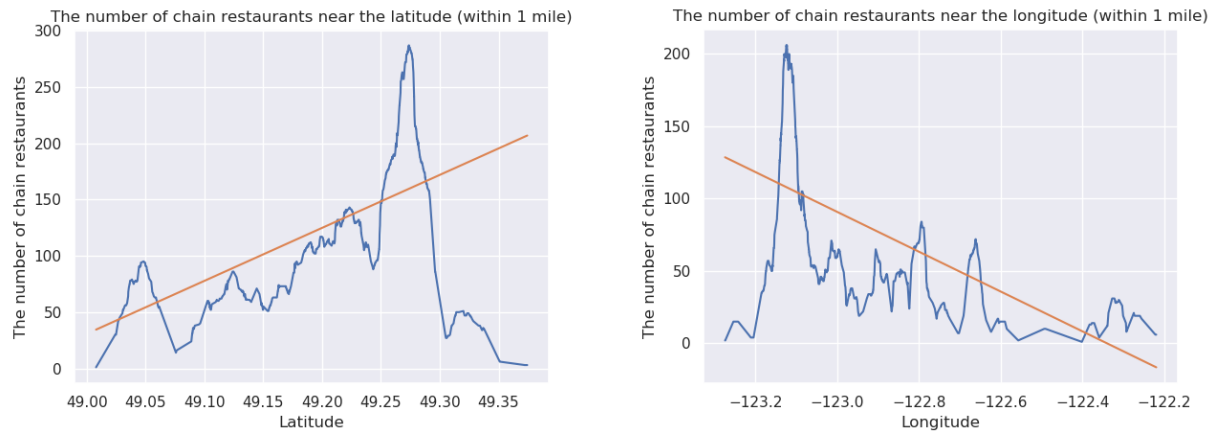 The number of chain restaurants near the latitude (within 1 mile)
The number of chain restaurants
300
250
200
150
100
50
0
49.00 49.05 49.10 49.15 49.20 49.25 49.30 49.35
Latitude
The number of chain restaurants near the longitude (within 1 mile)
The number of chain restaurants
200
150
100
50
0
−123.2 −123.0 −122.8 −122.6 −122.4 −122.2
Longitude